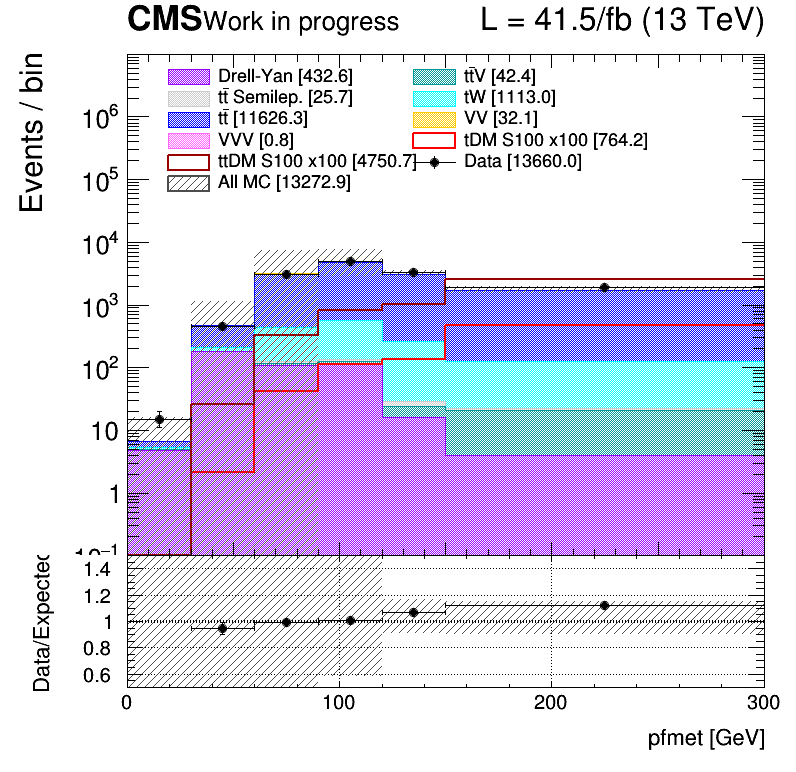 CMS Work in progress L = 41.5/fb (13 TeV)
Events / bin
Drell-Yan [432.6] tt̄V [42.4]
tt̄ Semilep. [25.7] tW [1113.0]
tt̄ [11626.3] VV [32.1]
VVV [0.8] tDM S100 x100 [764.2]
ttDM S100 x100 [4750.7] Data [13660.0]
All MC [13272.9]
10⁶
10⁵
10⁴
10³
10²
10
1
10⁻¹
Data/Expected
1.4
1.2
1
0.8
0.6
0 100 200 300
pfmet [GeV]